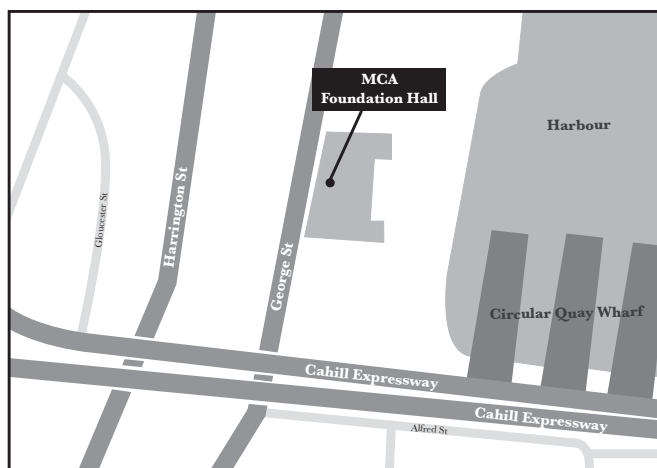 MCA
Foundation Hall
Harbour
Harrington St
Gloucester St
George St
Circular Quay Wharf
Cahill Expressway
Cahill Expressway
Alfred St